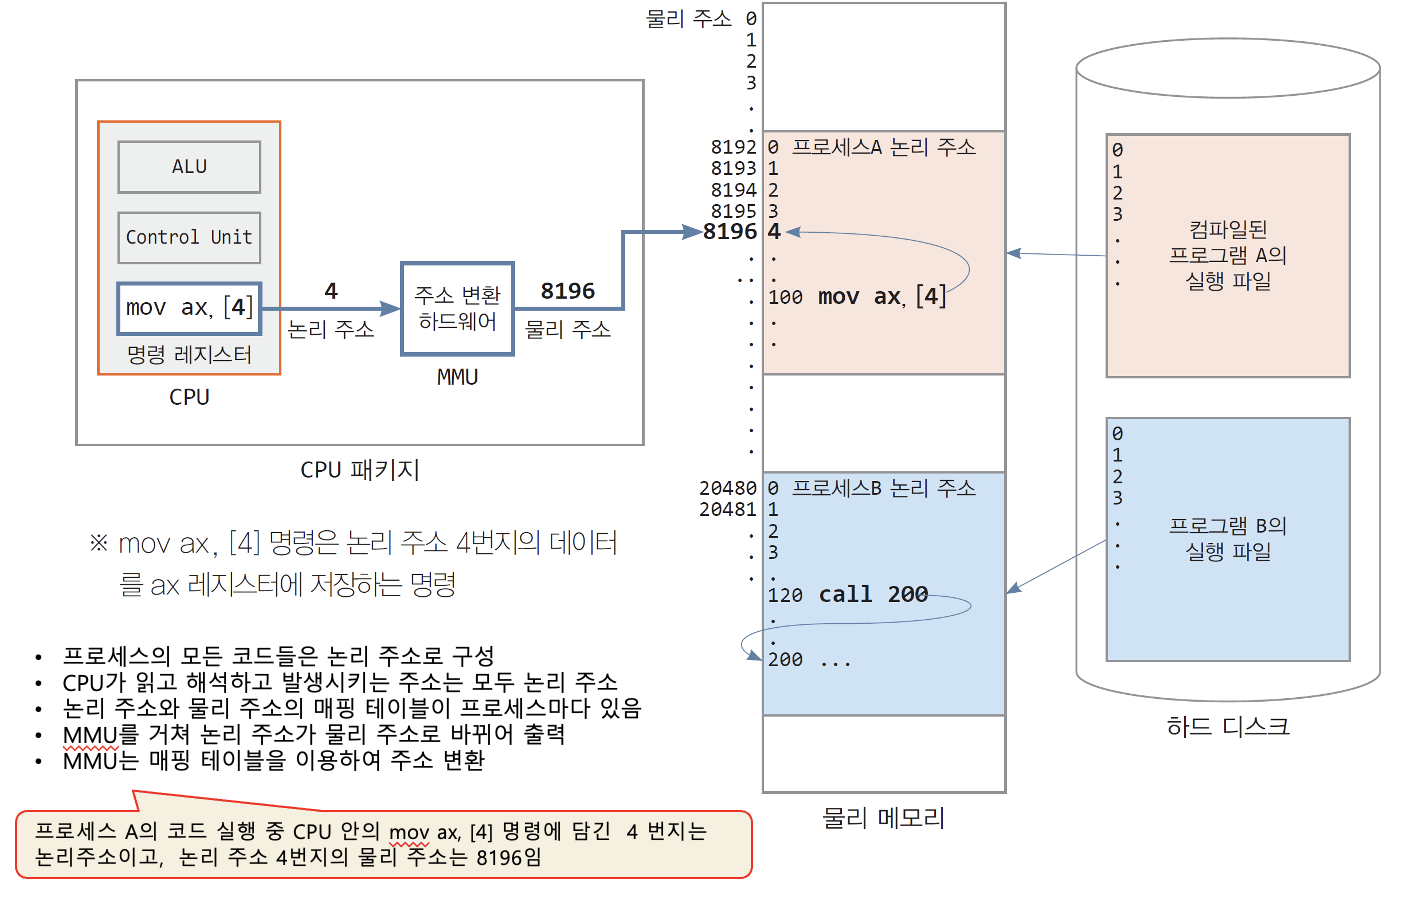 물리 주소 0
1
2
3
.
.
8192 0 프로세스A 논리 주소
8193 1
8194 2
8195 3
8196 4
. .
... .
. 100 mov ax, [4]
. .
. .
.
.
.
.
.
20480 0 프로세스B 논리 주소
20481 1
. 2
. 3
. .
120 call 200
.
.
200 ...
물리 메모리
ALU
Control Unit
mov ax, [4]
명령 레지스터
CPU
4
논리 주소
주소 변환
하드웨어
MMU
8196
물리 주소
CPU 패키지
0
1
2
3
.
.
.
컴파일된
프로그램 A의
실행 파일
0
1
2
3
.
.
.
프로그램 B의
실행 파일
하드 디스크
※ mov ax, [4] 명령은 논리 주소 4번지의 데이터
를 ax 레지스터에 저장하는 명령
• 프로세스의 모든 코드들은 논리 주소로 구성
• CPU가 읽고 해석하고 발생시키는 주소는 모두 논리 주소
• 논리 주소와 물리 주소의 매핑 테이블이 프로세스마다 있음
• MMU를 거쳐 논리 주소가 물리 주소로 바뀌어 출력
• MMU는 매핑 테이블을 이용하여 주소 변환
프로세스 A의 코드 실행 중 CPU 안의 mov ax, [4] 명령에 담긴 4 번지는
논리주소이고, 논리 주소 4번지의 물리 주소는 8196임